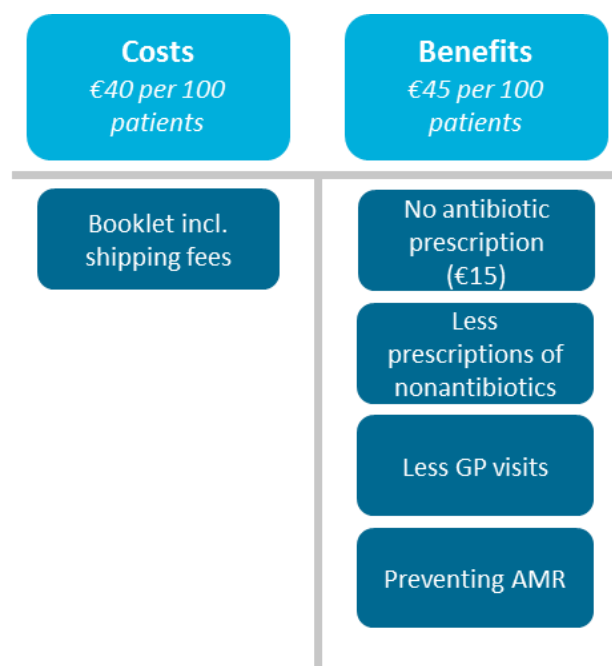 Costs
€40 per 100
patients
Benefits
€45 per 100
patients
Booklet incl.
shipping fees
No antibiotic
prescription
(€15)
Less
prescriptions of
nonantibiotics
Less GP visits
Preventing AMR